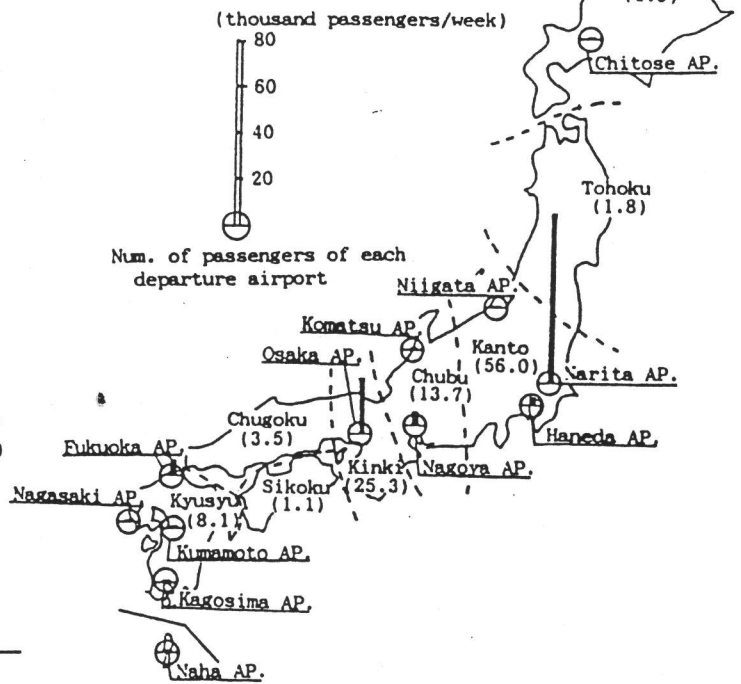 (thousand passengers/week)
80
60
40
20
Num. of passengers of each
departure airport
Chitose AP.
Tohoku
(1.8)
Niigata AP.
Komatsu AP.
Osaka AP.
Kanto
(56.0)
Chubu
(13.7)
Narita AP.
Haneda AP.
Chugoku
(3.5)
Fukuoka AP.
Kinki
(25.3)
Nagoya AP.
Sikoku
(1.1)
Nagasaki AP.
Kyusyu
(8.1)
Kumamoto AP.
Kagosima AP.
Naha AP.